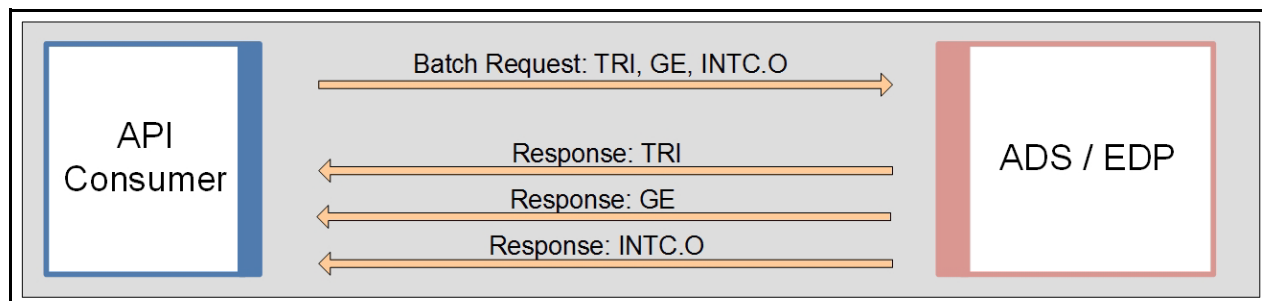 API
Consumer
Batch Request: TRI, GE, INTC.O
Response: TRI
Response: GE
Response: INTC.O
ADS / EDP